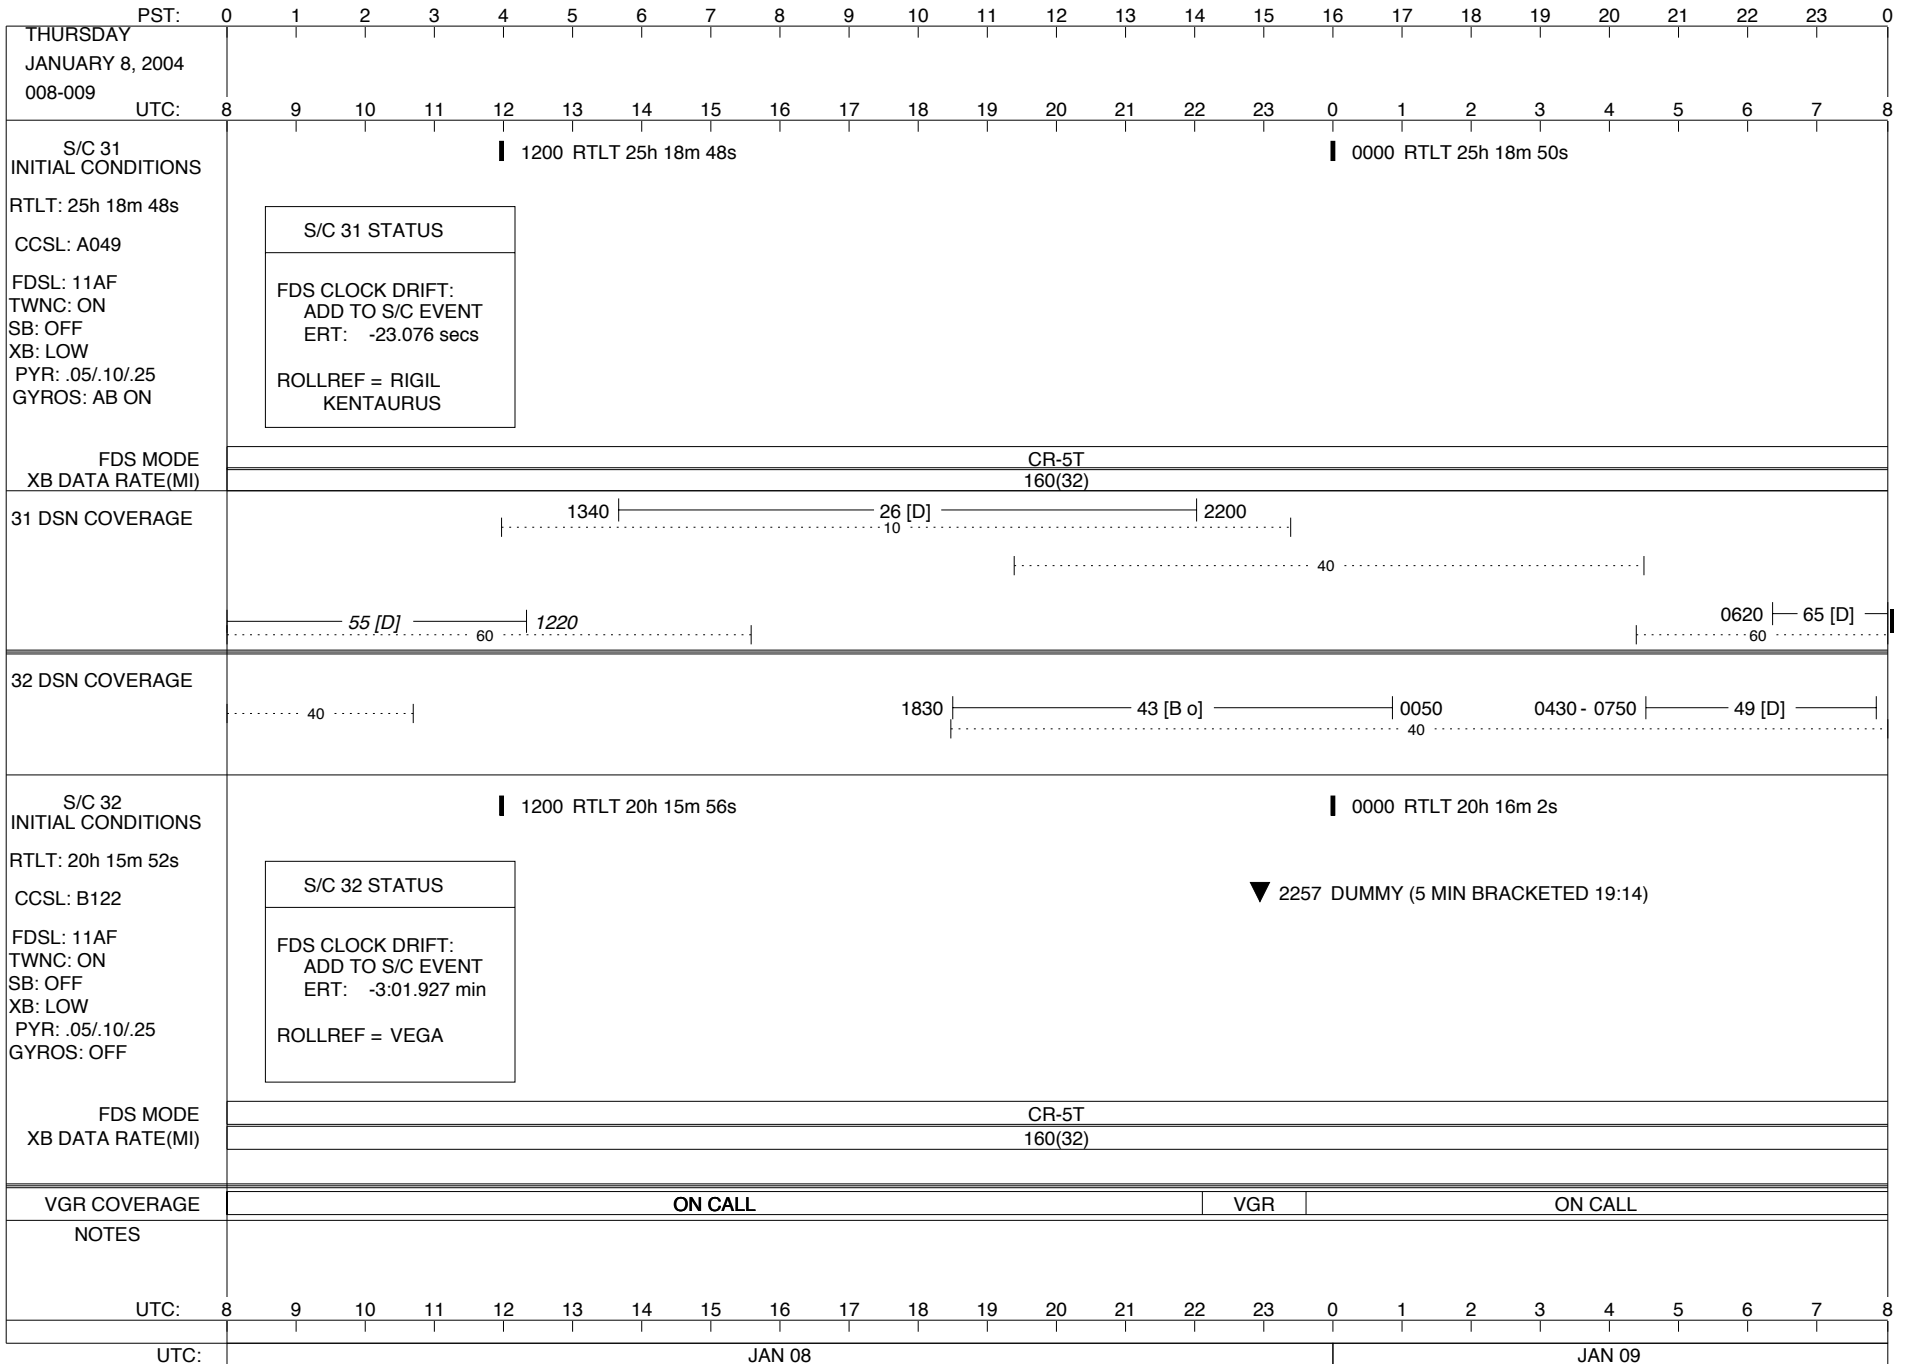 PST: 0 1 2 3 4 5 6 7 8 9 10 11 12 13 14 15 16 17 18 19 20 21 22 23 0
THURSDAY
JANUARY 8, 2004
008-009
UTC: 8 9 10 11 12 13 14 15 16 17 18 19 20 21 22 23 0 1 2 3 4 5 6 7 8
S/C 31
INITIAL CONDITIONS
RTLT: 25h 18m 48s
CCSL: A049
FDSL: 11AF
TWNC: ON
SB: OFF
XB: LOW
PYR: .05/.10/.25
GYROS: AB ON
1200 RTLT 25h 18m 48s
0000 RTLT 25h 18m 50s
S/C 31 STATUS
FDS CLOCK DRIFT:
ADD TO S/C EVENT
ERT: -23.076 secs
ROLLREF = RIGIL
KENTAURUS
FDS MODE CR-5T
XB DATA RATE(MI) 160(32)
31 DSN COVERAGE
1340 26 [D] 2200
10
40
55 [D] 1220
60
0620 65 [D]
60
32 DSN COVERAGE
40
1830 43 [B o] 0050
0430 - 0750 49 [D]
40
S/C 32
INITIAL CONDITIONS
RTLT: 20h 15m 52s
CCSL: B122
FDSL: 11AF
TWNC: ON
SB: OFF
XB: LOW
PYR: .05/.10/.25
GYROS: OFF
1200 RTLT 20h 15m 56s
0000 RTLT 20h 16m 2s
2257 DUMMY (5 MIN BRACKETED 19:14)
S/C 32 STATUS
FDS CLOCK DRIFT:
ADD TO S/C EVENT
ERT: -3:01.927 min
ROLLREF = VEGA
FDS MODE CR-5T
XB DATA RATE(MI) 160(32)
VGR COVERAGE ON CALL VGR ON CALL
NOTES
UTC: 8 9 10 11 12 13 14 15 16 17 18 19 20 21 22 23 0 1 2 3 4 5 6 7 8
UTC: JAN 08 JAN 09